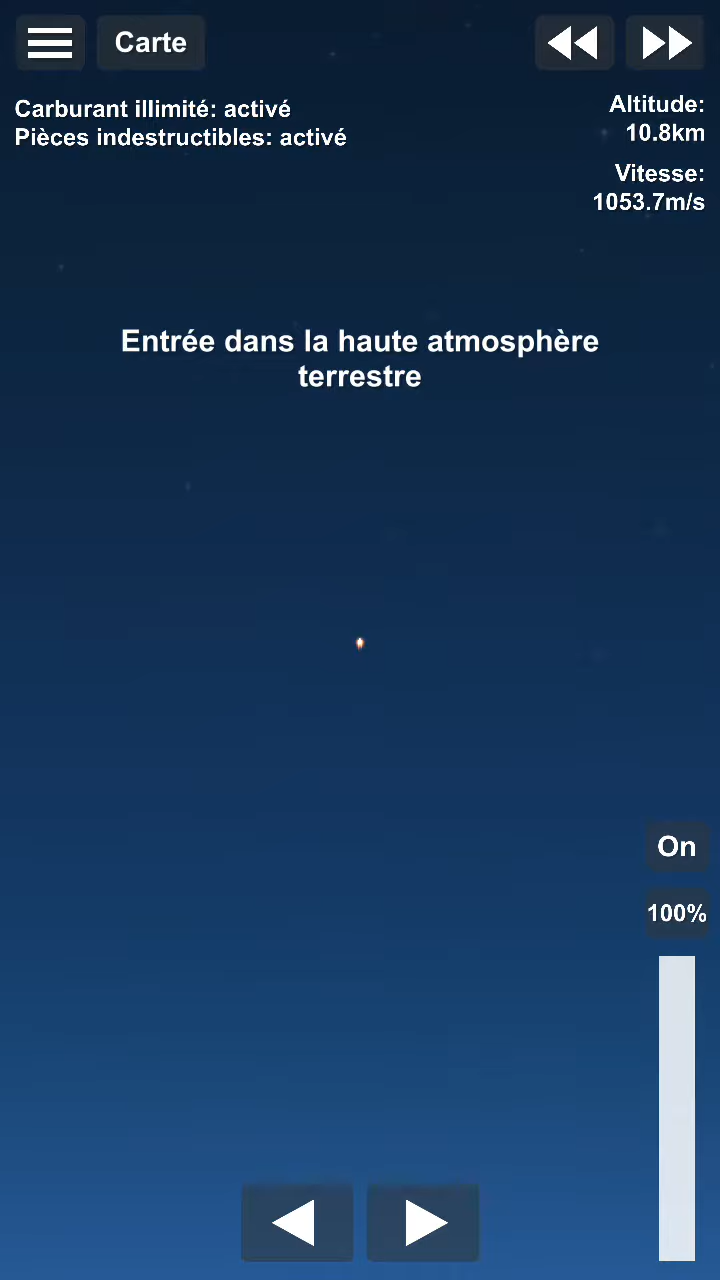 Carte
Carburant illimité: activé
Pièces indestructibles: activé
Altitude:
10.8km
Vitesse:
1053.7m/s
Entrée dans la haute atmosphère
terrestre
On
100%